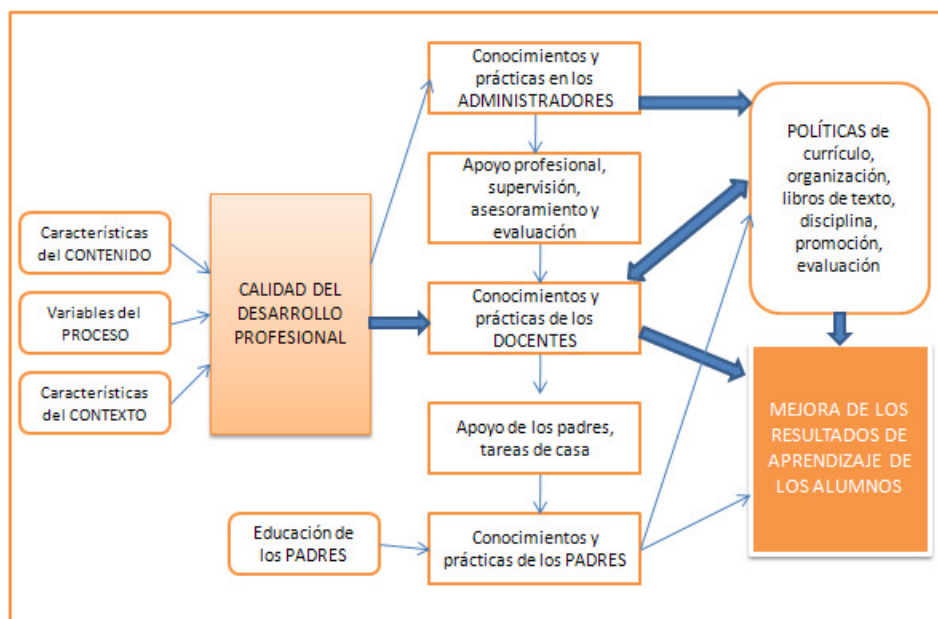 Características
del CONTENIDO
Variables del
PROCESO
Características
del CONTEXTO
CALIDAD DEL
DESARROLLO
PROFESIONAL
Conocimientos y
prácticas en los
ADMINISTRADORES
Apoyo profesional,
supervisión,
asesoramiento y
evaluación
Conocimientos y
prácticas de los
DOCENTES
Apoyo de los padres,
tareas de casa
Educación de
los PADRES
Conocimientos y
prácticas de los PADRES
POLÍTICAS de
currículo,
organización,
libros de texto,
disciplina,
promoción,
evaluación
MEJORA DE LOS
RESULTADOS DE
APRENDIZAJE DE
LOS ALUMNOS